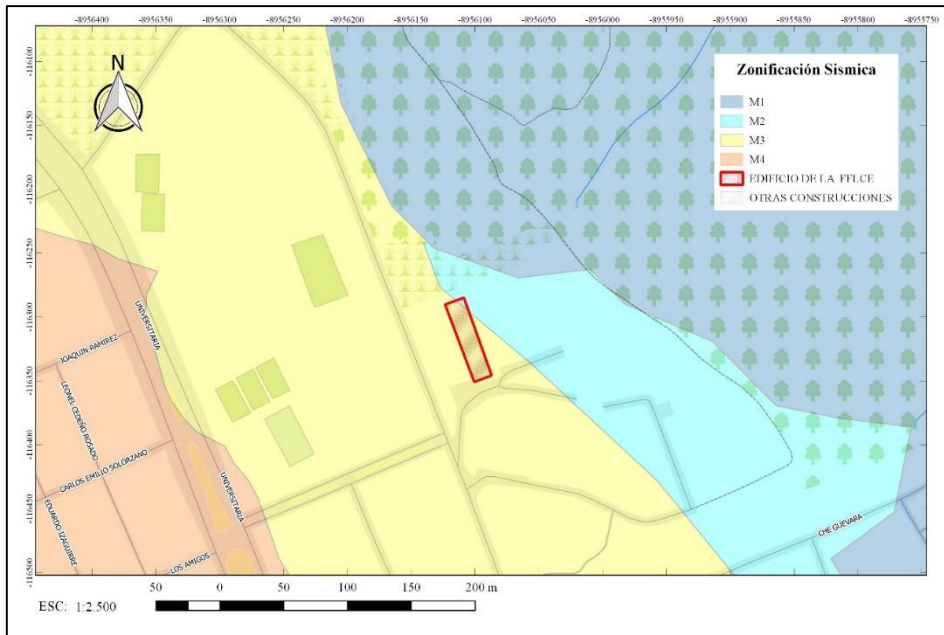 -8956400 -8956350 -8956300 -8956250 -8956200 -8956150 -8956100 -8956050 -8956000 -8955950 -8955900 -8955850 -8955800 -8955750
-116100
-116150
-116200
-116250
-116300
-116350
-116400
-116450
-116500
N
Zonificación Sísmica
M1
M2
M3
M4
EDIFICIO DE LA FFLCE
OTRAS CONSTRUCCIONES
UNIVERSITARIA
JOAQUIN RAMIREZ
LEONEL CEDEÑO ROSADO
CARLOS EMILIO SOLÓRZANO
EDUARDO IZAGUIRRE
UNIVERSITARIA
LOS AMIGOS
CHE GUEVARA
ESC: 1:2.500
50 0 50 100 150 200 m